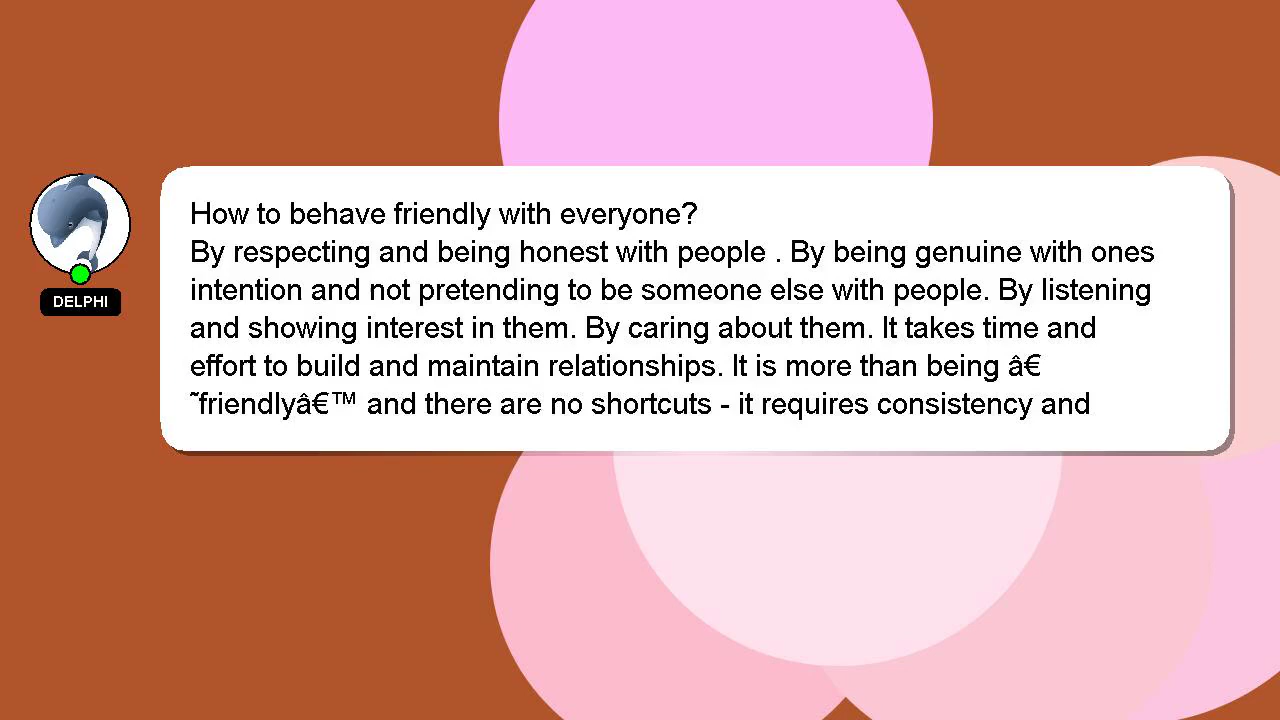 How to behave friendly with everyone?
By respecting and being honest with people . By being genuine with ones
intention and not pretending to be someone else with people. By listening
and showing interest in them. By caring about them. It takes time and
effort to build and maintain relationships. It is more than being â€
˜friendlyâ€™ and there are no shortcuts - it requires consistency and
DELPHI